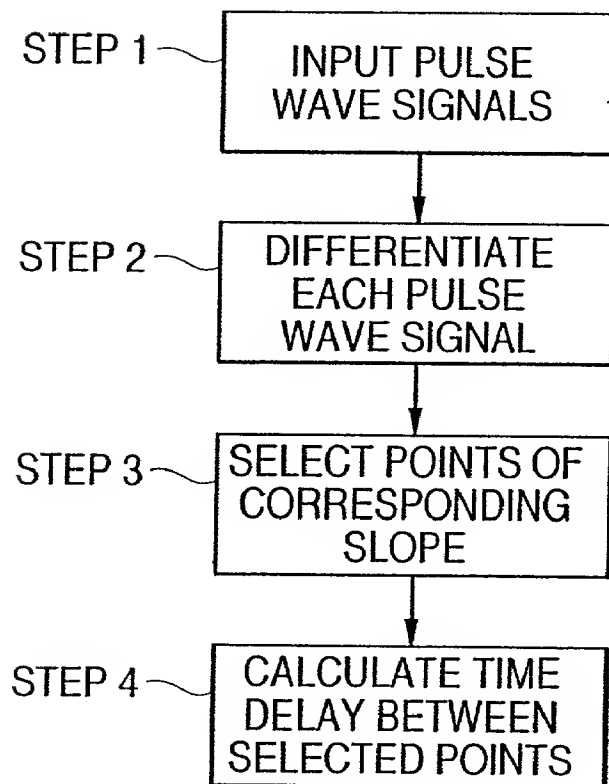 STEP 1
INPUT PULSE
WAVE SIGNALS
STEP 2
DIFFERENTIATE
EACH PULSE
WAVE SIGNAL
STEP 3
SELECT POINTS OF
CORRESPONDING
SLOPE
STEP 4
CALCULATE TIME
DELAY BETWEEN
SELECTED POINTS